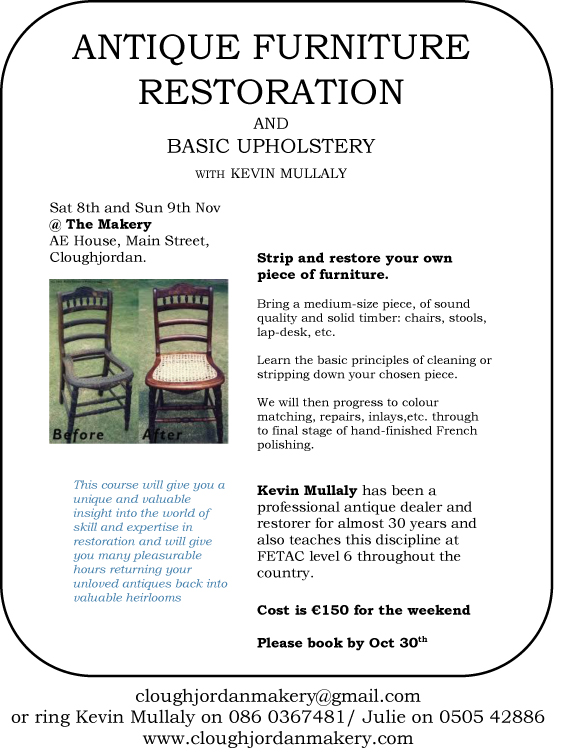 ANTIQUE FURNITURE
RESTORATION
AND
BASIC UPHOLSTERY
WITH KEVIN MULLALY
Sat 8th and Sun 9th Nov
@ The Makery
AE House, Main Street,
Cloughjordan.
Before
After
This course will give you a
unique and valuable
insight into the world of
skill and expertise in
restoration and will give
you many pleasurable
hours returning your
unloved antiques back into
valuable heirlooms
Strip and restore your own
piece of furniture.
Bring a medium-size piece, of sound
quality and solid timber: chairs, stools,
lap-desk, etc.
Learn the basic principles of cleaning or
stripping down your chosen piece.
We will then progress to colour
matching, repairs, inlays,etc. through
to final stage of hand-finished French
polishing.
Kevin Mullaly has been a
professional antique dealer and
restorer for almost 30 years and
also teaches this discipline at
FETAC level 6 throughout the
country.
Cost is €150 for the weekend
Please book by Oct 30th
cloughjordanmakery@gmail.com
or ring Kevin Mullaly on 086 0367481/ Julie on 0505 42886
www.cloughjordanmakery.com